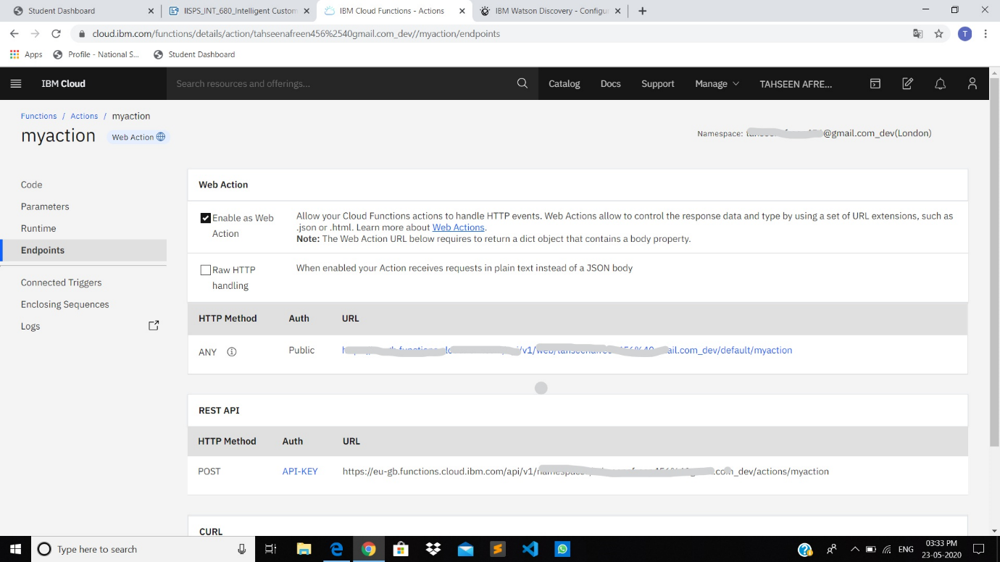 Student Dashboard
IISPS_INT_680_Intelligent Custom
IBM Cloud Functions - Actions
IBM Watson Discovery - Configu
cloud.ibm.com/functions/details/action/tahseenafreen456%2540gmail.com_dev//myaction/endpoints
T
Apps
Profile - National S...
Student Dashboard
IBM Cloud
Search resources and offerings...
Catalog
Docs
Support
Manage
TAHSEEN AFRE...
Functions / Actions / myaction
myaction
Web Action
Namespace: @gmail.com_dev(London)
Code
Parameters
Runtime
Endpoints
Connected Triggers
Enclosing Sequences
Logs
Web Action
Enable as Web
Action
Allow your Cloud Functions actions to handle HTTP events. Web Actions allow to control the response data and type by using a set of URL extensions, such as
.json or .html. Learn more about Web Actions.
Note: The Web Action URL below requires to return a dict object that contains a body property.
Raw HTTP
handling
When enabled your Action receives requests in plain text instead of a JSON body
HTTP Method Auth URL
ANY Public /v1/ail.com_dev/default/myaction
REST API
HTTP Method Auth URL
POST API-KEY https://eu-gb.functions.cloud.ibm.com/api/v1/ _dev/actions/myaction
CURL
Type here to search
ENG
03:33 PM
23-05-2020